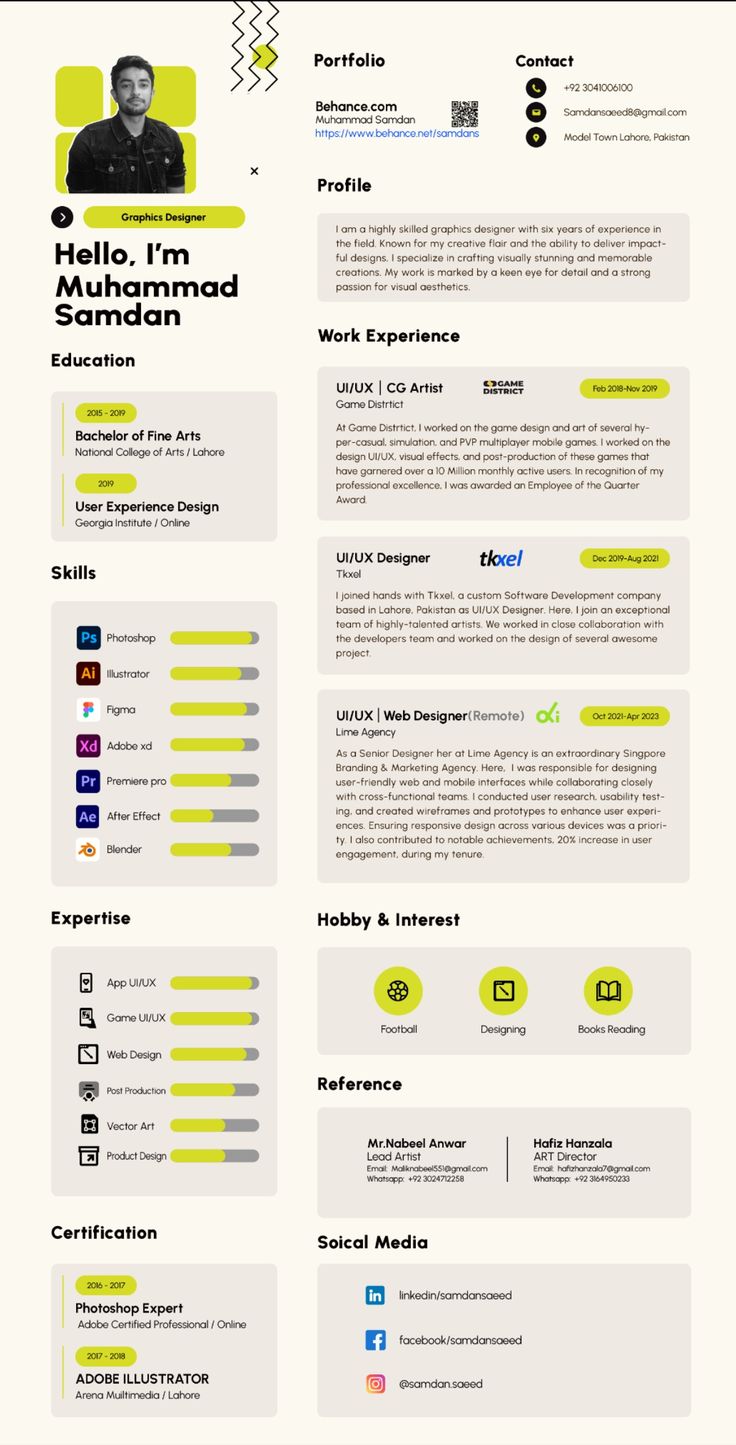 Graphics Designer
Hello, I'm
Muhammad
Samdan
Education
2015 - 2019
Bachelor of Fine Arts
National College of Arts / Lahore
2019
User Experience Design
Georgia Institute / Online
Skills
Ps Photoshop
Ai Illustrator
Figma
Xd Adobe xd
Pr Premiere pro
Ae After Effect
Blender
Expertise
App UI/UX
Game UI/UX
Web Design
Post Production
Vector Art
Product Design
Certification
2016 - 2017
Photoshop Expert
Adobe Certified Professional / Online
2017 - 2018
ADOBE ILLUSTRATOR
Arena Muiltimedia / Lahore
Portfolio
Behance.com
Muhammad Samdan
https://www.behance.net/samdans
Contact
+92 3041006100
Samdansaeed8@gmail.com
Model Town Lahore, Pakistan
Profile
I am a highly skilled graphics designer with six years of experience in
the field. Known for my creative flair and the ability to deliver impact-
ful designs, I specialize in crafting visually stunning and memorable
creations. My work is marked by a keen eye for detail and a strong
passion for visual aesthetics.
Work Experience
UI/UX | CG Artist
GAME
DISTRICT
Feb 2018-Nov 2019
Game Distrtict
At Game Distrtict, I worked on the game design and art of several hy-
per-casual, simulation, and PVP multiplayer mobile games. I worked on the
design UI/UX, visual effects, and post-production of these games that
have garnered over a 10 Million monthly active users. In recognition of my
professional excellence, I was awarded an Employee of the Quarter
Award.
UI/UX Designer
tkxel
Dec 2019-Aug 2021
Tkxel
I joined hands with Tkxel, a custom Software Development company
based in Lahore, Pakistan as UI/UX Designer. Here, I join an exceptional
team of highly-talented artists. We worked in close collaboration with
the developers team and worked on the design of several awesome
project.
UI/UX | Web Designer(Remote)
Oct 2021-Apr 2023
Lime Agency
As a Senior Designer her at Lime Agency is an extraordinary Singpore
Branding & Marketing Agency. Here, I was responsible for designing
user-friendly web and mobile interfaces while collaborating closely
with cross-functional teams. I conducted user research, usability test-
ing, and created wireframes and prototypes to enhance user experi-
ences. Ensuring responsive design across various devices was a priori-
ty. I also contributed to notable achievements, 20% increase in user
engagement, during my tenure.
Hobby & Interest
Football
Designing
Books Reading
Reference
Mr.Nabeel Anwar
Lead Artist
Email: Maliknabeel551@gmail.com
Whatsapp: +92 3024712258
Hafiz Hanzala
ART Director
Email: hafizhanzala7@gmail.com
Whatsapp: +92 3164950233
Soical Media
in linkedin/samdansaeed
facebook/samdansaeed
@samdan.saeed